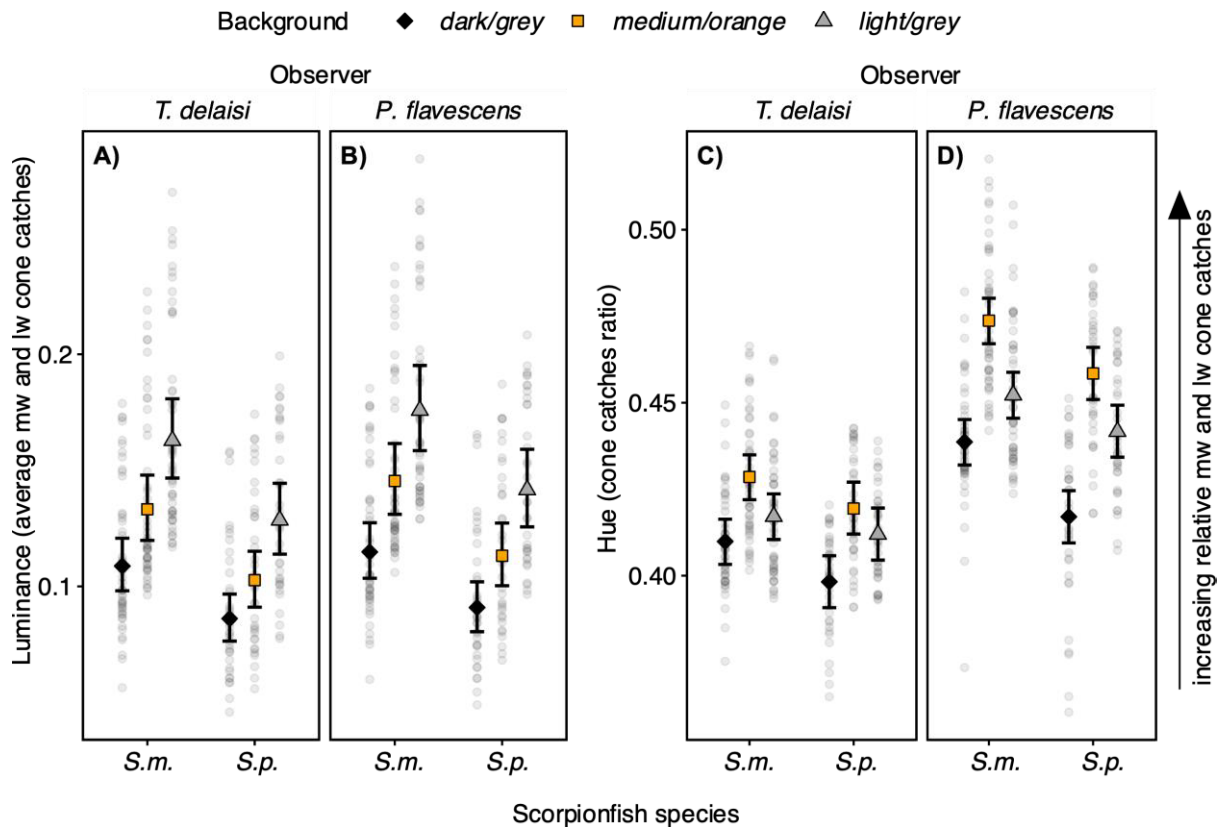 Background dark/grey medium/orange light/grey
Observer
T. delaisi P. flavescens
A) B)
Luminance (average mw and lw cone catches)
0.2
0.1
S.m. S.p. S.m. S.p.
Observer
T. delaisi P. flavescens
C) D)
Hue (cone catches ratio)
0.50
0.45
0.40
S.m. S.p. S.m. S.p.
increasing relative mw and lw cone catches
Scorpionfish species